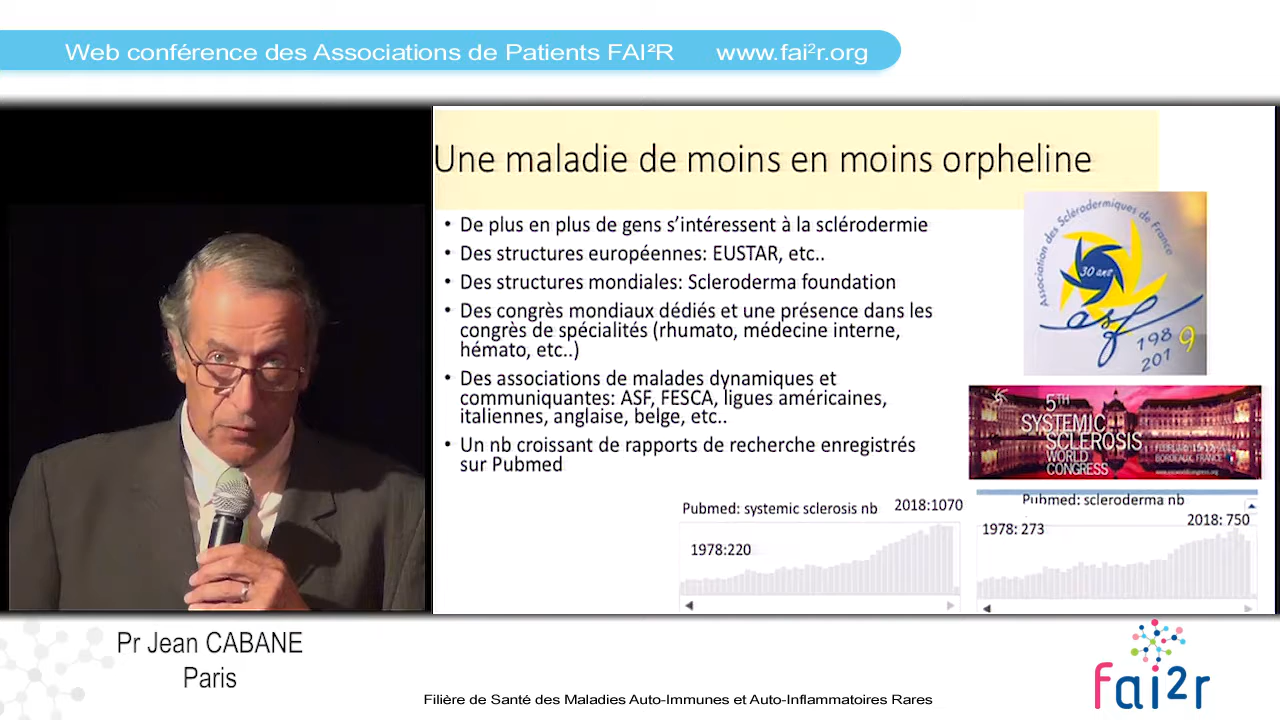 Web conférence des Associations de Patients FAI²R www.fai²r.org
Une maladie de moins en moins orpheline
• De plus en plus de gens s'intéressent à la sclérodermie
• Des structures européennes: EUSTAR, etc..
• Des structures mondiales: Scleroderma foundation
• Des congrès mondiaux dédiés et une présence dans les
congrès de spécialités (rhumato, médecine interne,
hémato, etc..)
• Des associations de malades dynamiques et
communiquantes: ASF, FESCA, ligues américaines,
italiennes, anglaise, belge, etc..
• Un nb croissant de rapports de recherche enregistrés
sur Pubmed
Association des Sclérodermiques de France
30 ans
asf
198 9
201
5TH
SYSTEMIC
SCLEROSIS
WORLD
CONGRESS
BORDEAUX, FRANCE
Pubmed: systemic sclerosis nb 2018:1070
1978:220
Pubmed: scleroderma nb
2018: 750
1978: 273
Pr Jean CABANE
Paris
Filière de Santé des Maladies Auto-Immunes et Auto-Inflammatoires Rares
fai2r